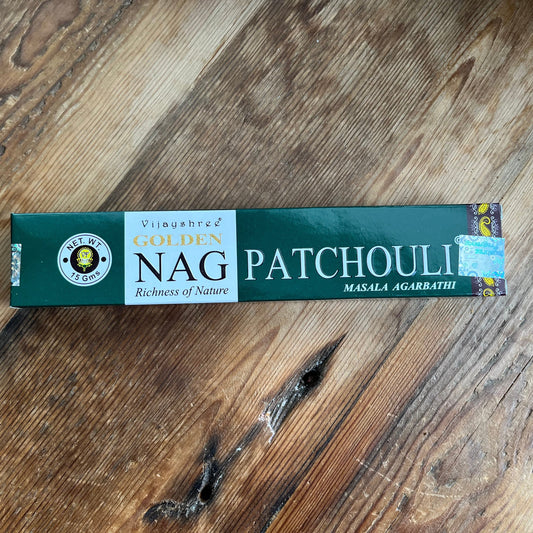 NET. WT.
15 Gms
Vijayshree®
GOLDEN
NAG
Richness of Nature
PATCHOULI
MASALA AGARBATHI